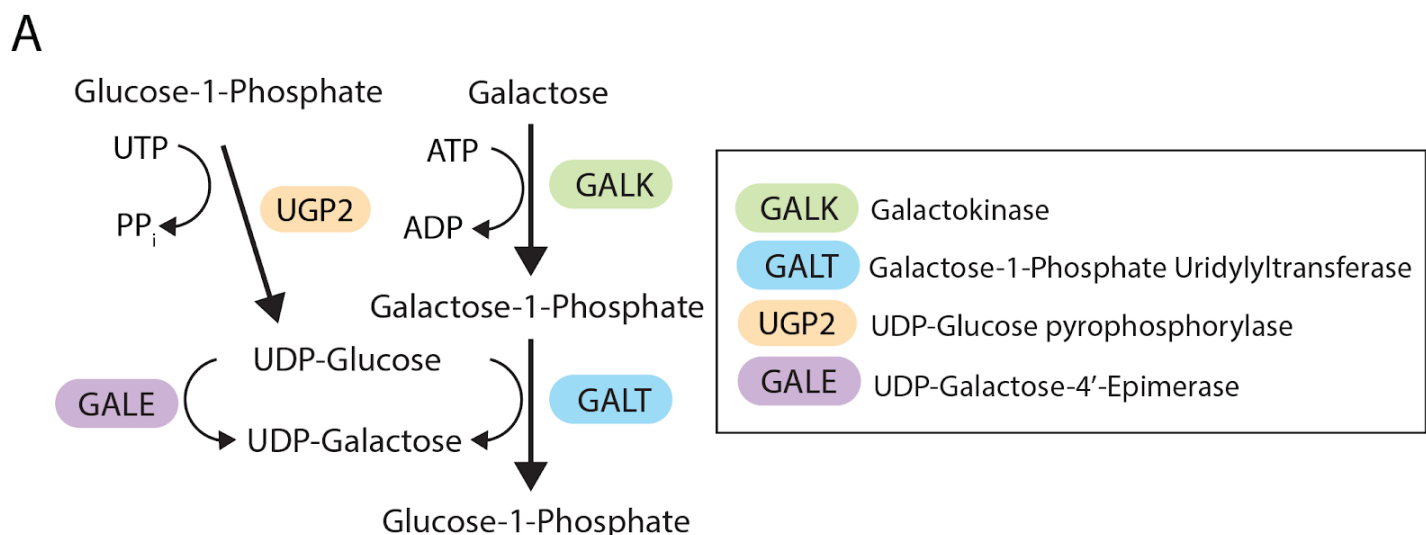 A
Glucose-1-Phosphate
Galactose
UTP
ATP
GALK
UGP2
PPi
ADP
Galactose-1-Phosphate
UDP-Glucose
GALE
GALT
UDP-Galactose
Glucose-1-Phosphate
GALK Galactokinase
GALT Galactose-1-Phosphate Uridylyltransferase
UGP2 UDP-Glucose pyrophosphorylase
GALE UDP-Galactose-4’-Epimerase